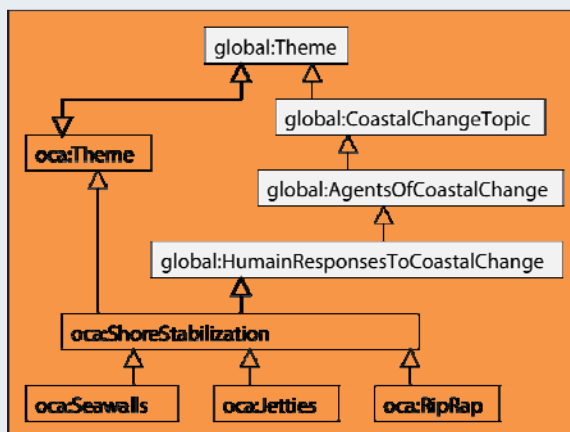 global:Theme
global:CoastalChangeTopic
oca:Theme
global:AgentsOfCoastalChange
global:HumainResponsesToCoastalChange
oca:ShoreStabilization
oca:Seawalls
oca:Jetties
oca:RipRap